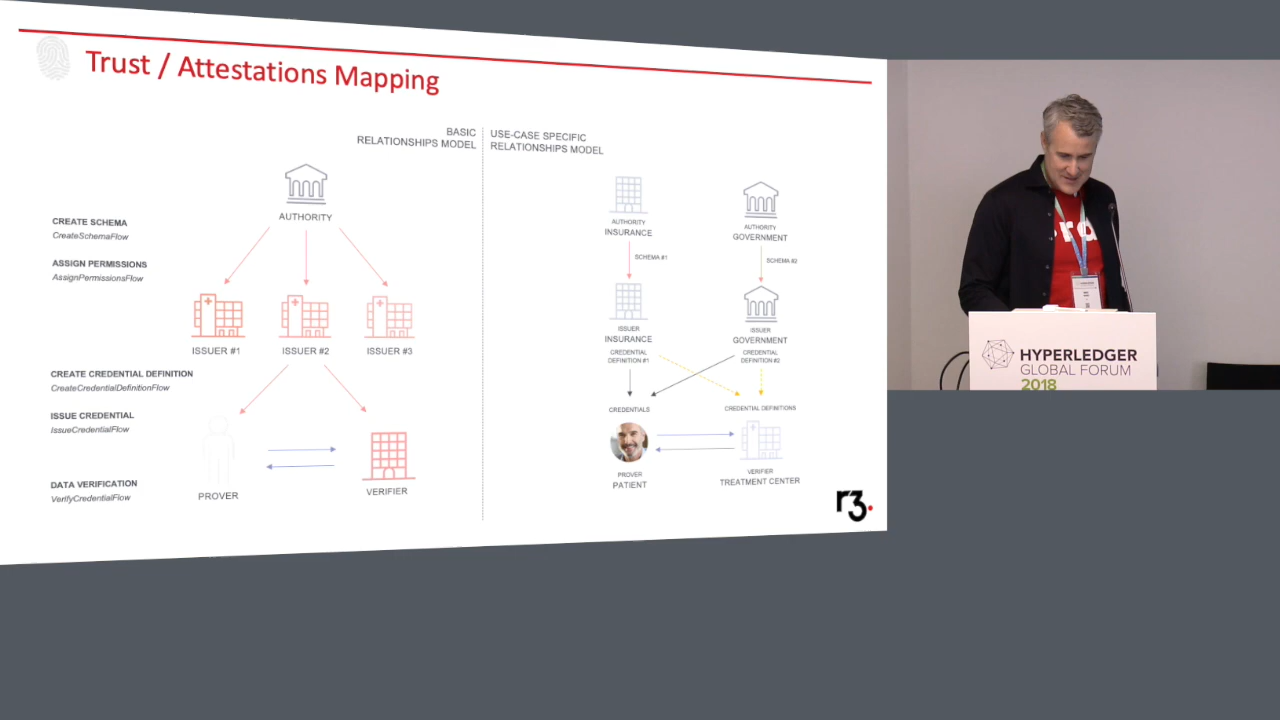 Trust / Attestations Mapping
BASIC
RELATIONSHIPS MODEL
USE-CASE SPECIFIC
RELATIONSHIPS MODEL
CREATE SCHEMA
CreateSchemaFlow
ASSIGN PERMISSIONS
AssignPermissionsFlow
CREATE CREDENTIAL DEFINITION
CreateCredentialDefinitionFlow
ISSUE CREDENTIAL
IssueCredentialFlow
DATA VERIFICATION
VerifyCredentialFlow
AUTHORITY
ISSUER #1
ISSUER #2
ISSUER #3
PROVER
VERIFIER
AUTHORITY
INSURANCE
AUTHORITY
GOVERNMENT
SCHEMA #1
SCHEMA #2
ISSUER
INSURANCE
CREDENTIAL
DEFINITION #1
ISSUER
GOVERNMENT
CREDENTIAL
DEFINITION #2
CREDENTIALS
CREDENTIAL DEFINITIONS
PROVER
PATIENT
VERIFIER
TREATMENT CENTER
r3.
HYPERLEDGER
GLOBAL FORUM
2018